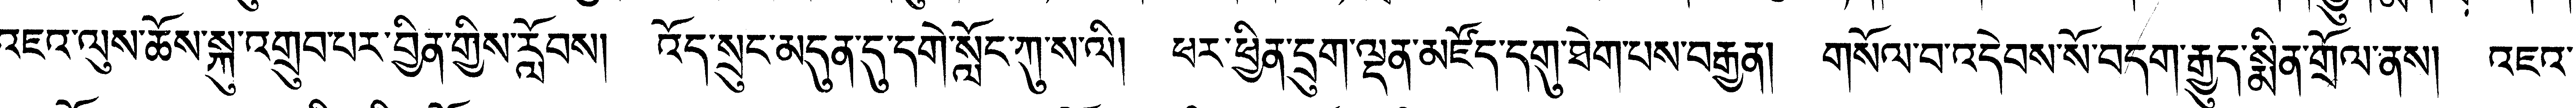 འཇའ་ལུས་ཆོས་སྐུ་འགྲུབ་པར་བྱིན་གྱིས་རློབས། འོད་སྲུང་མདུན་དུ་དགེ་སློང་ཀུ་ས་ལི། ཕར་ཕྱིན་དྲུག་ལྡན་མཛོད་དགུ་ཐེག་པས་བརྒྱན། གསོལ་བ་འདེབས་སོ་བདག་རྒྱུད་སྨིན་གྲོལ་ནས། འཇའ་